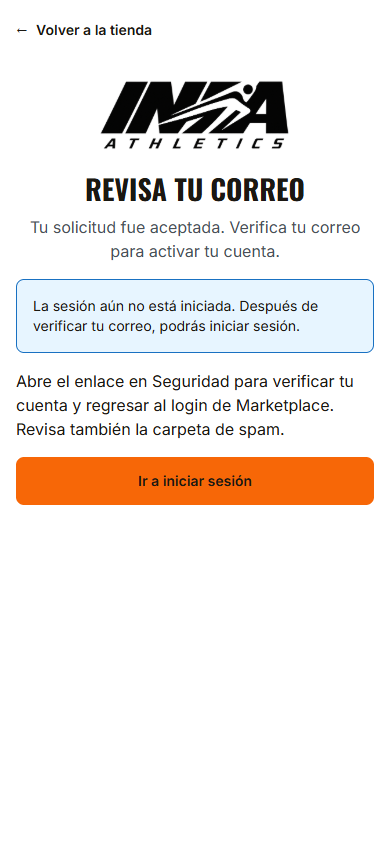 ← Volver a la tienda
INZA
ATHLETICS
REVISA TU CORREO
Tu solicitud fue aceptada. Verifica tu correo
para activar tu cuenta.
La sesión aún no está iniciada. Después de
verificar tu correo, podrás iniciar sesión.
Abre el enlace en Seguridad para verificar tu
cuenta y regresar al login de Marketplace.
Revisa también la carpeta de spam.
Ir a iniciar sesión